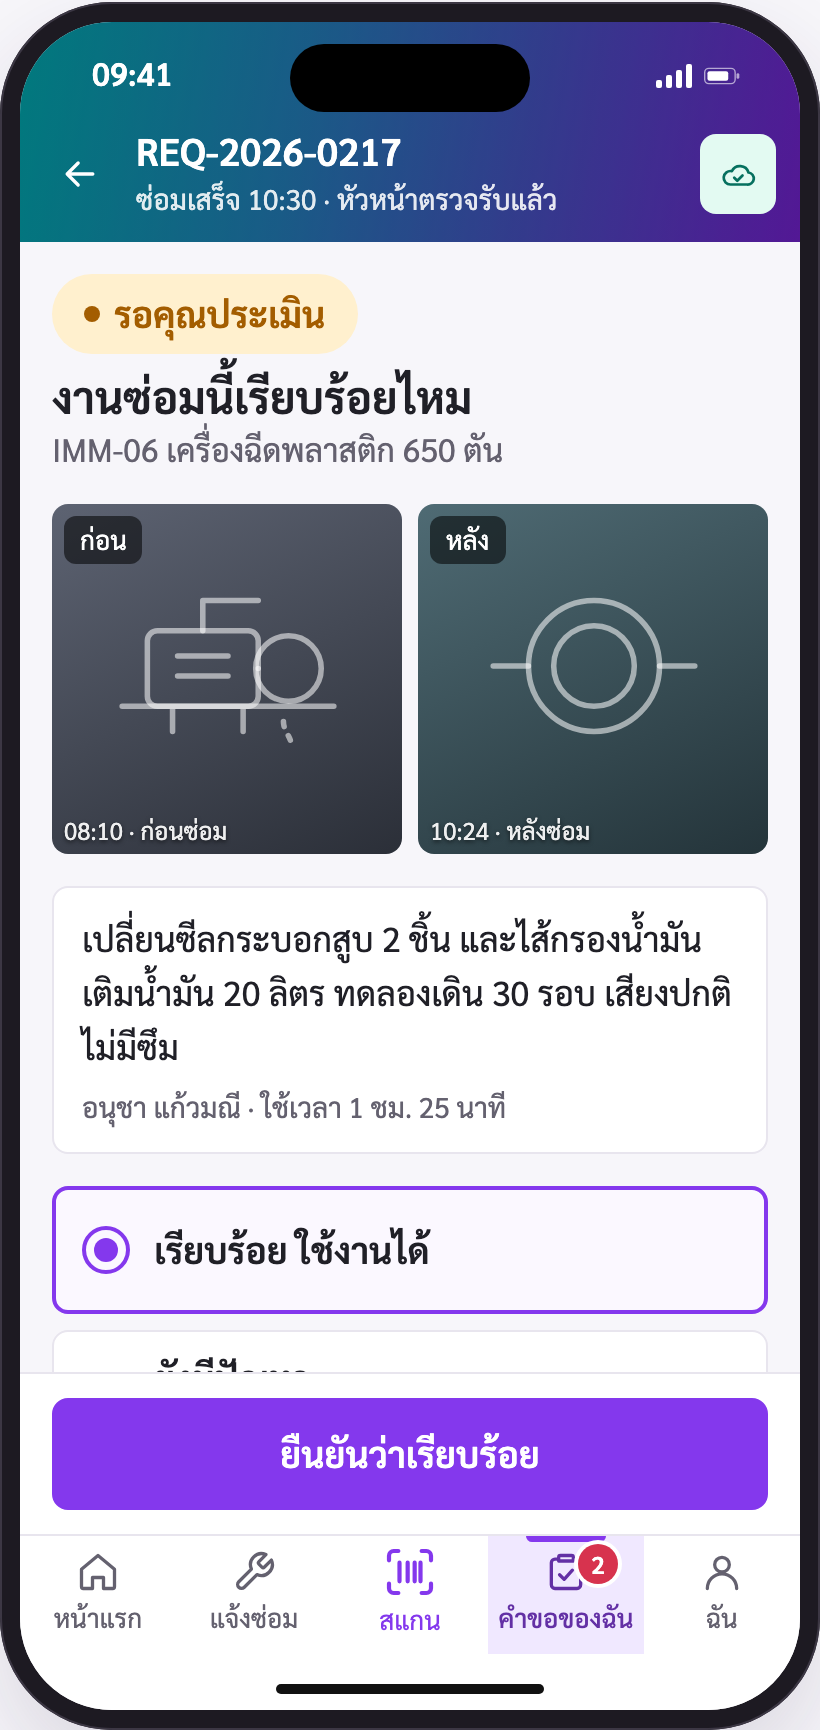 09:41
REQ-2026-0217
ซ่อมเสร็จ 10:30 · หัวหน้าตรวจรับแล้ว
รอคุณประเมิน
งานซ่อมนี้เรียบร้อยไหม
IMM-06 เครื่องฉีดพลาสติก 650 ตัน
ก่อน
หลัง
08:10 · ก่อนซ่อม
10:24 · หลังซ่อม
เปลี่ยนซีลกระบอกสูบ 2 ชิ้น และไส้กรองน้ำมัน
เติมน้ำมัน 20 ลิตร ทดลองเดิน 30 รอบ เสียงปกติ
ไม่มีซึม
อนุชา แก้วมณี · ใช้เวลา 1 ชม. 25 นาที
เรียบร้อย ใช้งานได้
ยืนยันว่าเรียบร้อย
2
หน้าแรก
แจ้งซ่อม
สแกน
คำขอของฉัน
ฉัน